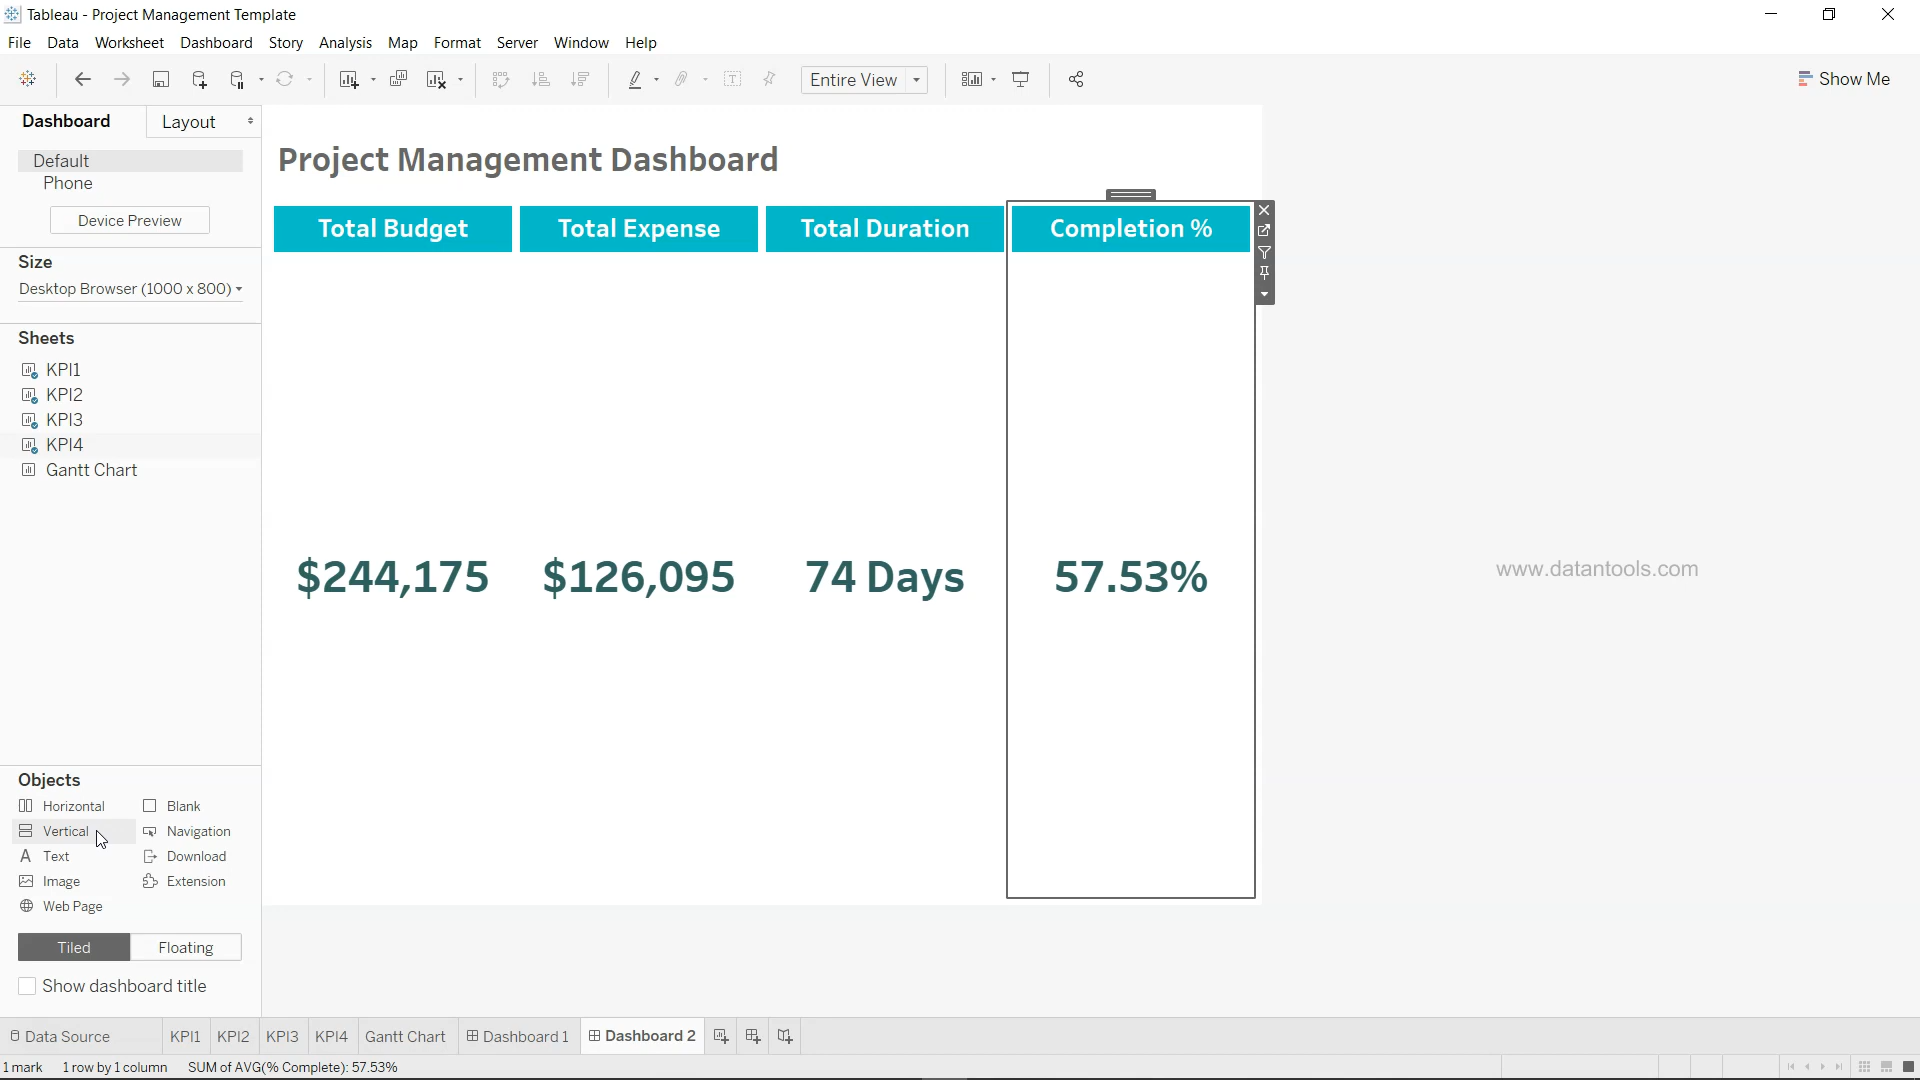 Tableau - Project Management Template
File Data Worksheet Dashboard Story Analysis Map Format Server Window Help
Entire View
Show Me
Dashboard Layout
Default
Phone
Device Preview
Size
Desktop Browser (1000 x 800)
Sheets
KPI1
KPI2
KPI3
KPI4
Gantt Chart
Project Management Dashboard
Total Budget Total Expense Total Duration Completion %
$244,175 $126,095 74 Days 57.53%
www.datantools.com
Objects
Horizontal Blank
Vertical Navigation
Text Download
Image Extension
Web Page
Tiled Floating
Show dashboard title
Data Source KPI1 KPI2 KPI3 KPI4 Gantt Chart Dashboard 1 Dashboard 2
1 mark 1 row by 1 column SUM of AVG(% Complete): 57.53%